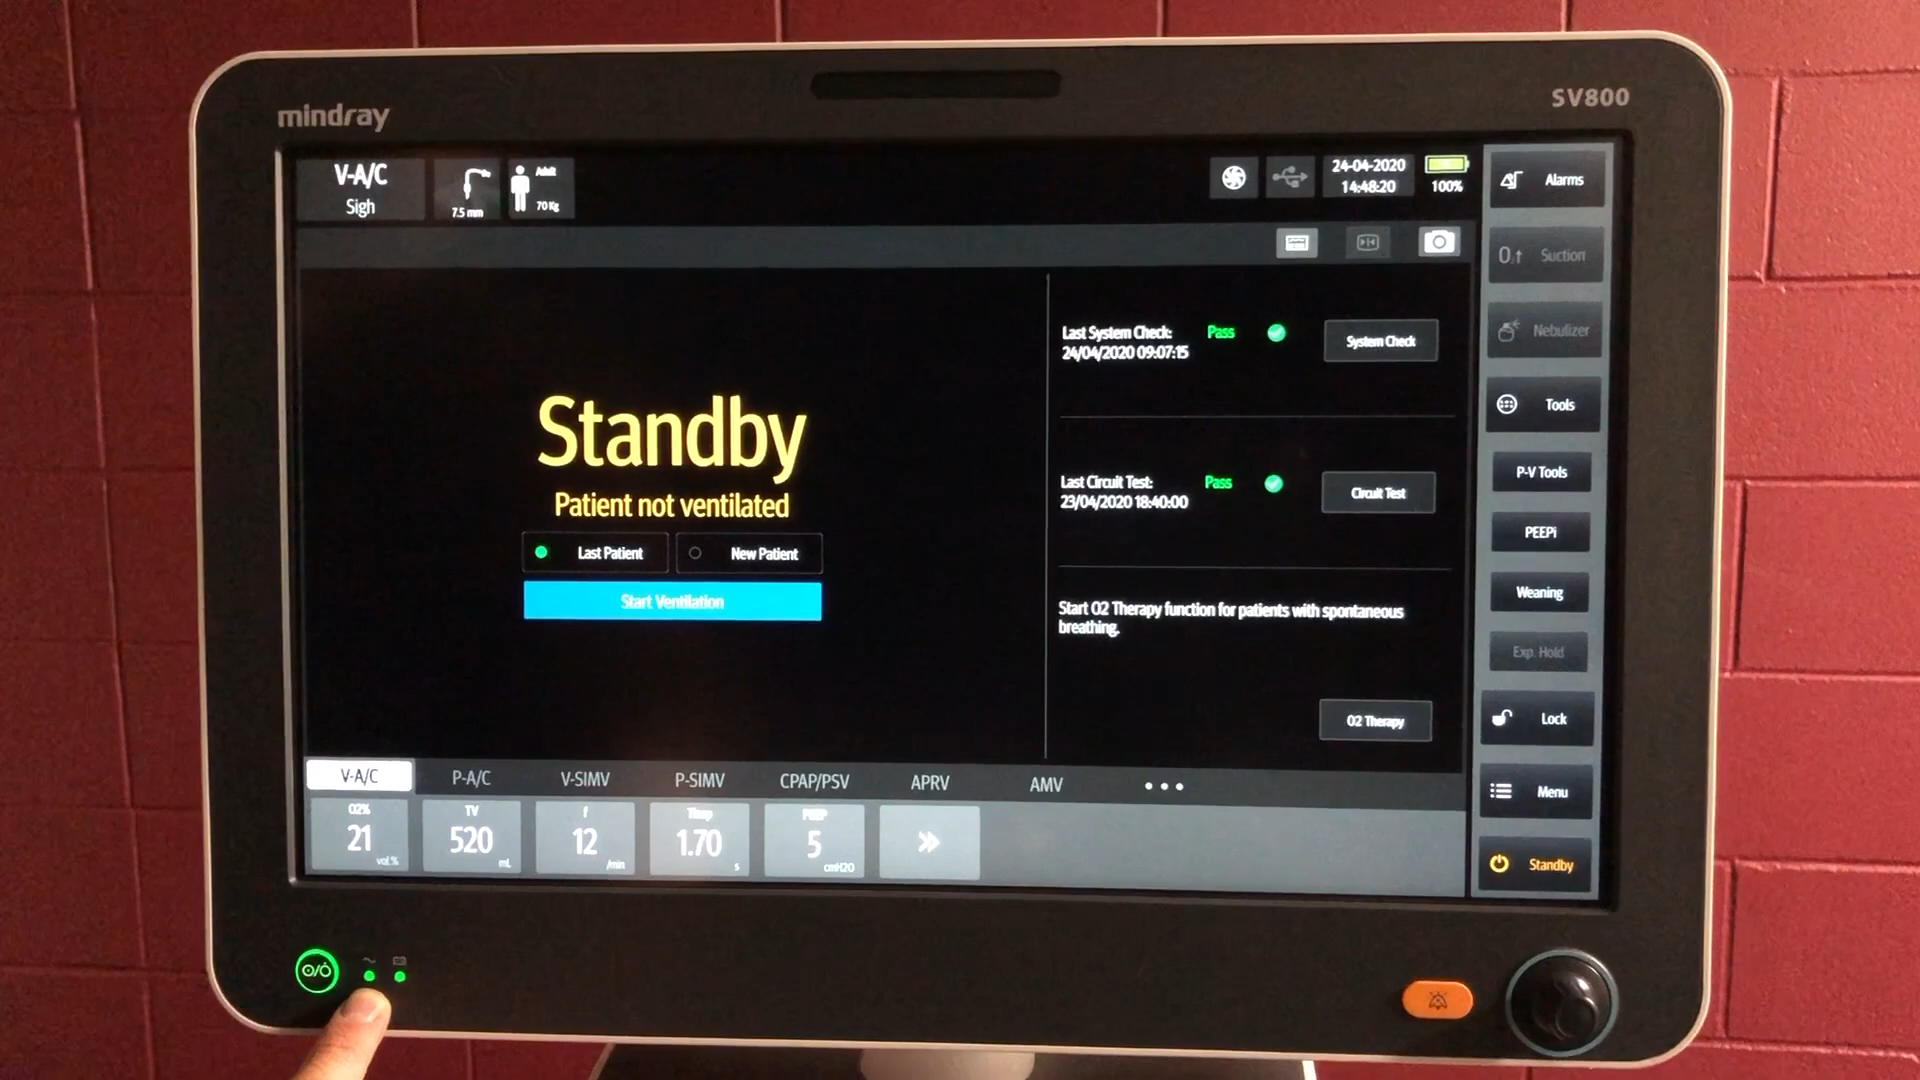 mindray
SV800
V-A/C
Sigh
7.5 mm
Adult
70 Kg
24-04-2020
14:48:20
100%
Alarms
Suction
Nebulizer
Tools
P-V Tools
PEEPi
Weaning
Exp. Hold
Lock
Menu
Standby
Standby
Patient not ventilated
Last Patient
New Patient
Start Ventilation
Last System Check:
24/04/2020 09:07:15
Pass
System Check
Last Circuit Test:
23/04/2020 18:40:00
Pass
Circuit Test
Start O2 Therapy function for patients with spontaneous
breathing.
O2 Therapy
V-A/C
P-A/C
V-SIMV
P-SIMV
CPAP/PSV
APRV
AMV
O2%
21
vol.%
TV
520
mL
f
12
/min
Tinsp
1.70
s
PEEP
5
cmH2O